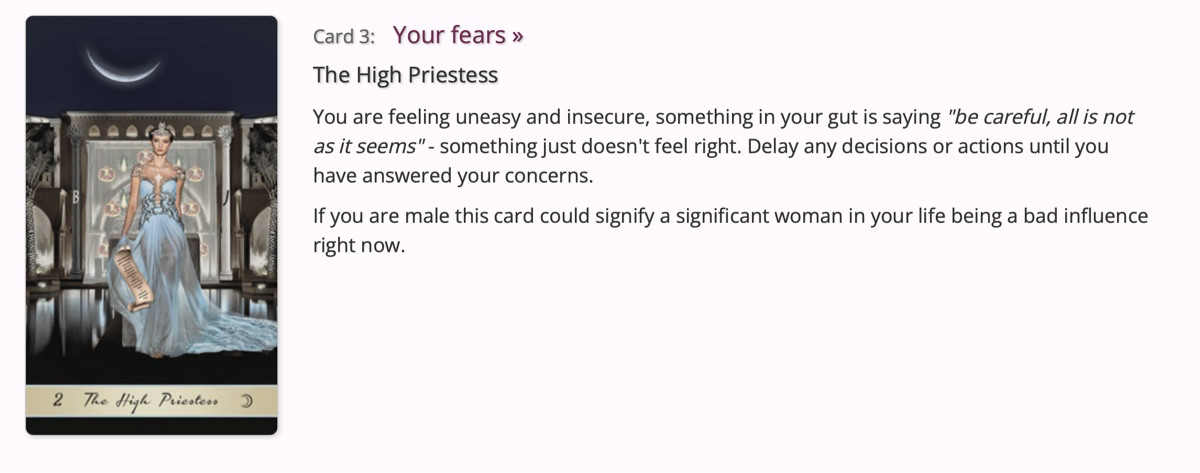 Card 3: Your fears »
The High Priestess
You are feeling uneasy and insecure, something in your gut is saying "be careful, all is not
as it seems" - something just doesn't feel right. Delay any decisions or actions until you
have answered your concerns.
If you are male this card could signify a significant woman in your life being a bad influence
right now.
B
J
2 The High Priestess